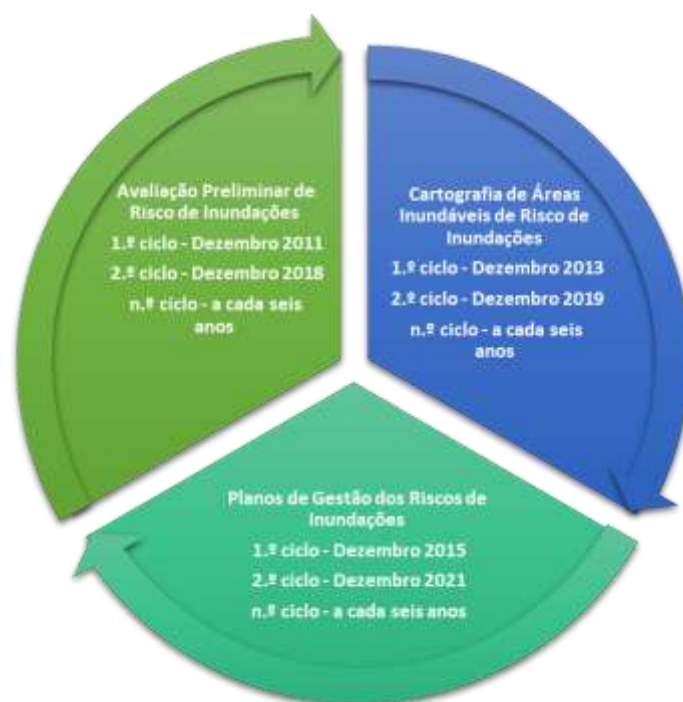 Avaliação Preliminar de
Risco de Inundações
1.º ciclo - Dezembro 2011
2.º ciclo - Dezembro 2018
n.º ciclo - a cada seis
anos
Cartografia de Áreas
Inundáveis de Risco de
Inundações
1.º ciclo - Dezembro 2013
2.º ciclo - Dezembro 2019
n.º ciclo - a cada seis
anos
Planos de Gestão dos Riscos de
Inundações
1.º ciclo - Dezembro 2015
2.º ciclo - Dezembro 2021
n.º ciclo - a cada seis anos